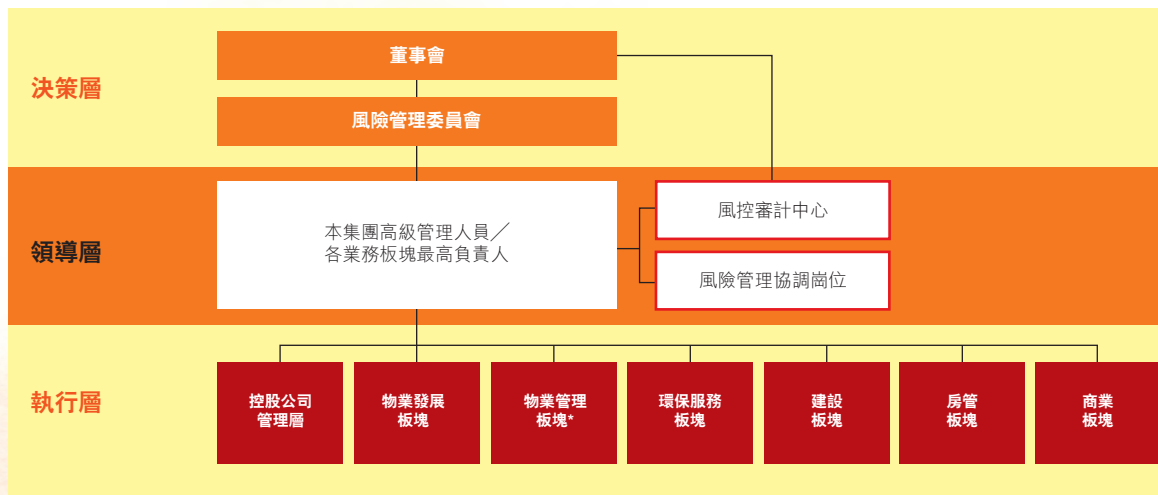 決策層
董事會
風險管理委員會
領導層
本集團高級管理人員／
各業務板塊最高負責人
風控審計中心
風險管理協調崗位
執行層
控股公司
管理層
物業發展
板塊
物業管理
板塊*
環保服務
板塊
建設
板塊
房管
板塊
商業
板塊